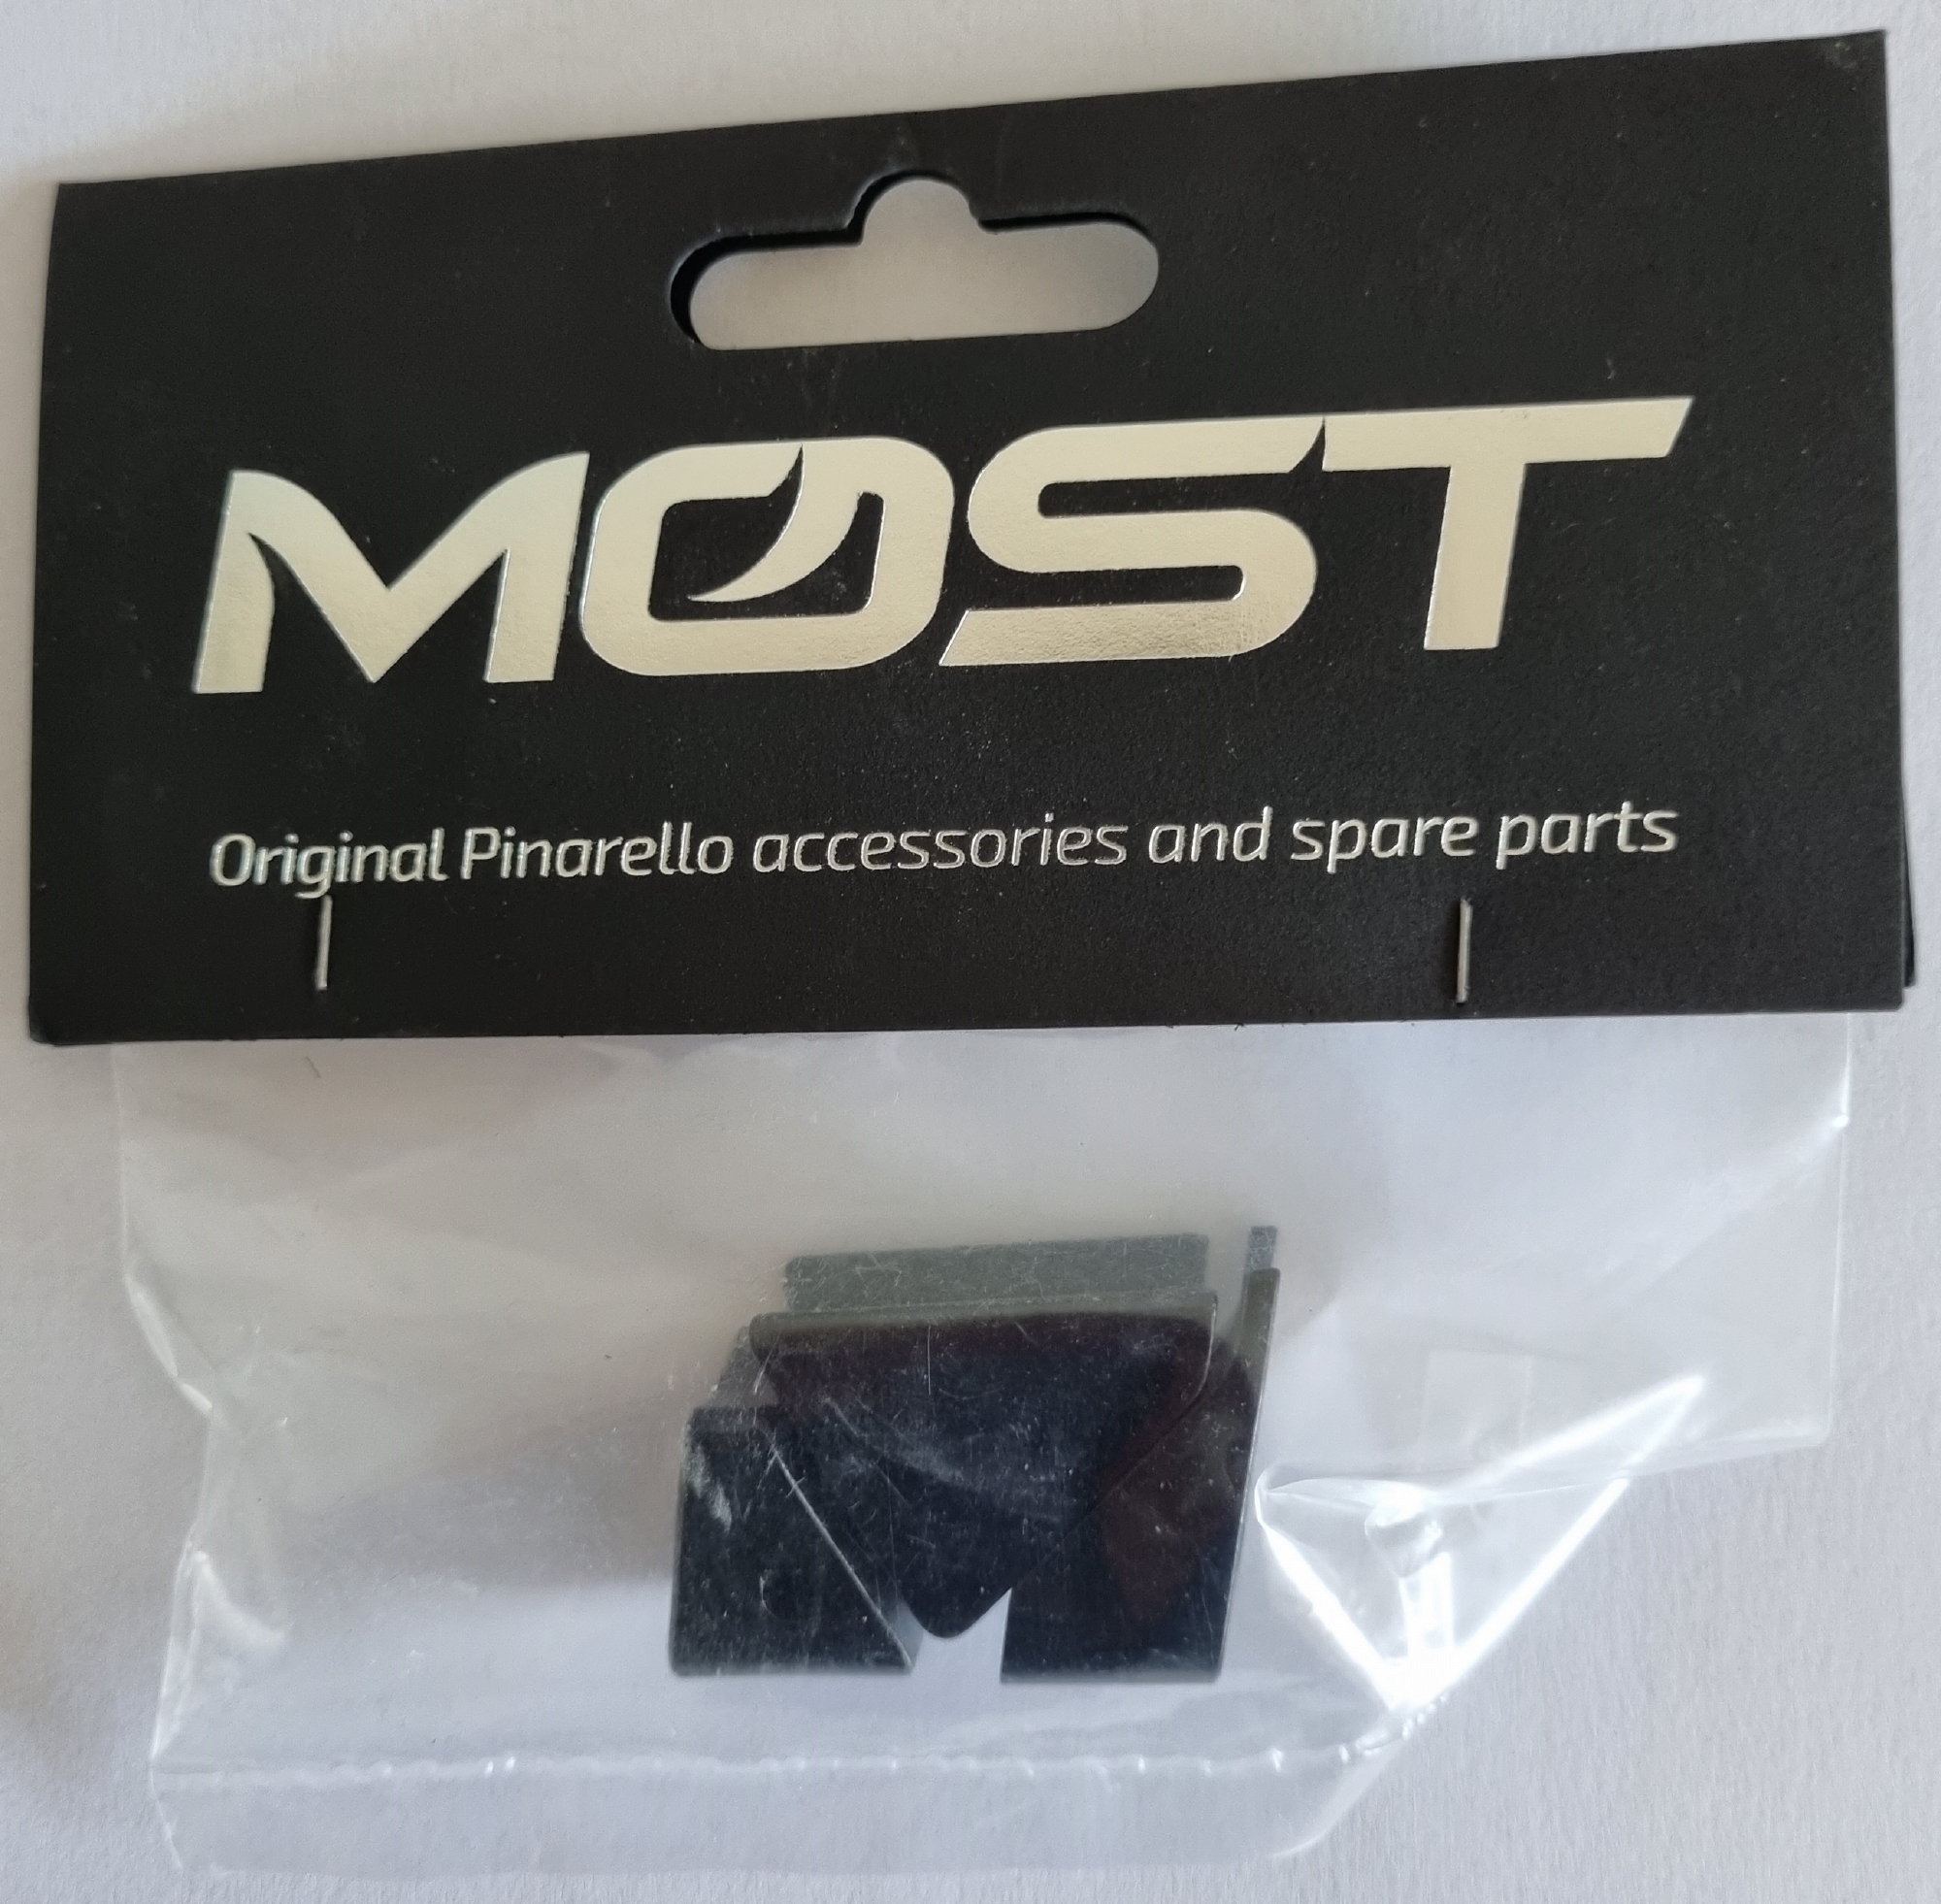 MOST
Original Pinarello accessories and spare parts